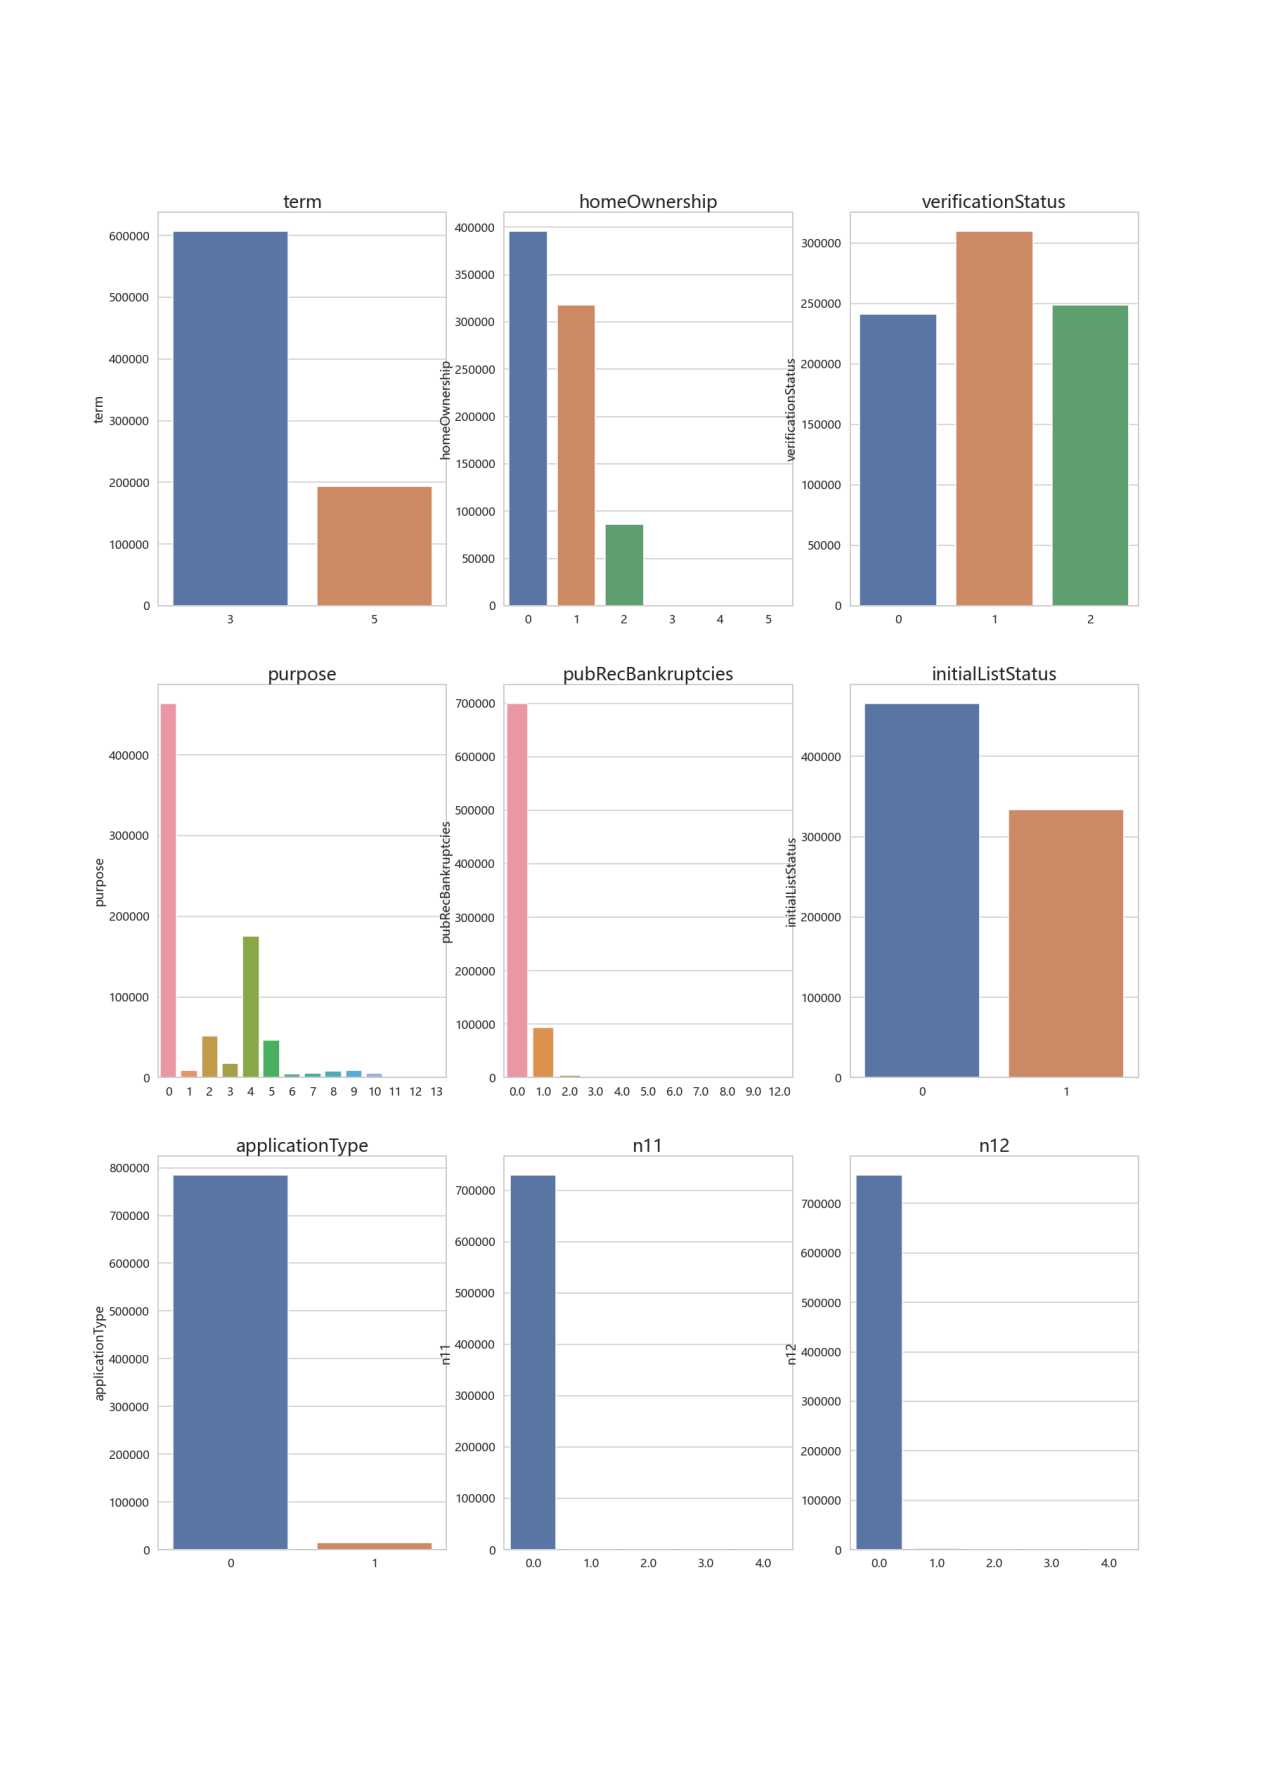 term
600000
500000
400000
300000
200000
100000
0
term
3 5
homeOwnership
400000
350000
300000
250000
200000
150000
100000
50000
0
homeOwnership
0 1 2 3 4 5
verificationStatus
300000
250000
200000
150000
100000
50000
0
verificationStatus
0 1 2
purpose
400000
300000
200000
100000
0
purpose
0 1 2 3 4 5 6 7 8 9 10 11 12 13
pubRecBankruptcies
700000
600000
500000
400000
300000
200000
100000
0
pubRecBankruptcies
0.0 1.0 2.0 3.0 4.0 5.0 6.0 7.0 8.0 9.0 12.0
initialListStatus
400000
300000
200000
100000
0
initialListStatus
0 1
applicationType
800000
700000
600000
500000
400000
300000
200000
100000
0
applicationType
0 1
n11
700000
600000
500000
400000
300000
200000
100000
0
n11
0.0 1.0 2.0 3.0 4.0
n12
700000
600000
500000
400000
300000
200000
100000
0
n12
0.0 1.0 2.0 3.0 4.0